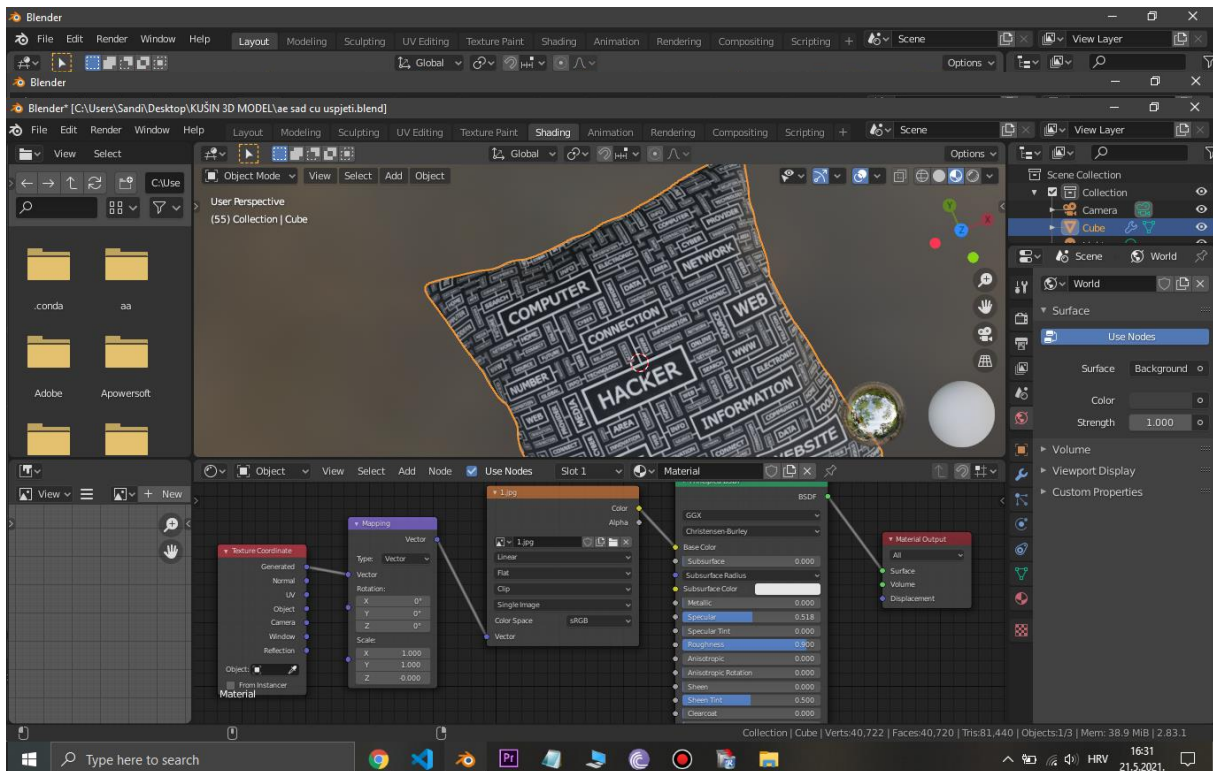 Blender
File Edit Render Window Help Layout Modeling Sculpting UV Editing Texture Paint Shading Animation Rendering Compositing Scripting + Scene View Layer
Global Options
Blender
Blender* [C:\Users\Sandi\Desktop\KUŠIN 3D MODEL\ae sad cu uspjeti.blend]
File Edit Render Window Help Layout Modeling Sculpting UV Editing Texture Paint Shading Animation Rendering Compositing Scripting + Scene View Layer
View Select Global Options
C:\Use Object Mode View Select Add Object
Scene Collection
Collection
Camera
Cube
User Perspective
(55) Collection | Cube
.conda aa
Adobe Apowersoft
COMPUTER
CONNECTION
NETWORK
WEB
HACKER
NUMBER
INFORMATION
WWW
ELECTRONIC
WEBSITE
PROVIDER
CYBER
DATA
AREA
MEDIA
TOOL
X
Y
Z
Scene World
World
Surface
Use Nodes
Surface Background
Color
Strength 1.000
Volume
Viewport Display
Custom Properties
View + New
Object View Select Add Node Use Nodes Slot 1 Material
Texture Coordinate
Generated
Normal
UV
Object
Camera
Window
Reflection
Object:
From Instancer
Material
Mapping
Vector
Type: Vector
Vector
Rotation:
X 0°
Y 0°
Z 0°
Scale:
X 1.000
Y 1.000
Z -0.000
1.jpg
Color
Alpha
1.jpg
Linear
Flat
Clip
Single Image
Color Space sRGB
Vector
Principled BSDF
BSDF
GGX
Christensen-Burley
Base Color
Subsurface 0.000
Subsurface Radius
Subsurface Color
Metallic 0.000
Specular 0.518
Specular Tint 0.000
Roughness 0.900
Anisotropic 0.000
Anisotropic Rotation 0.000
Sheen 0.000
Sheen Tint 0.500
Clearcoat 0.000
Material Output
All
Surface
Volume
Displacement
Collection | Cube | Verts:40,722 | Faces:40,720 | Tris:81,440 | Objects:1/3 | Mem: 38.9 MiB | 2.83.1
Type here to search
Pr
HRV
16:31
21.5.2021.